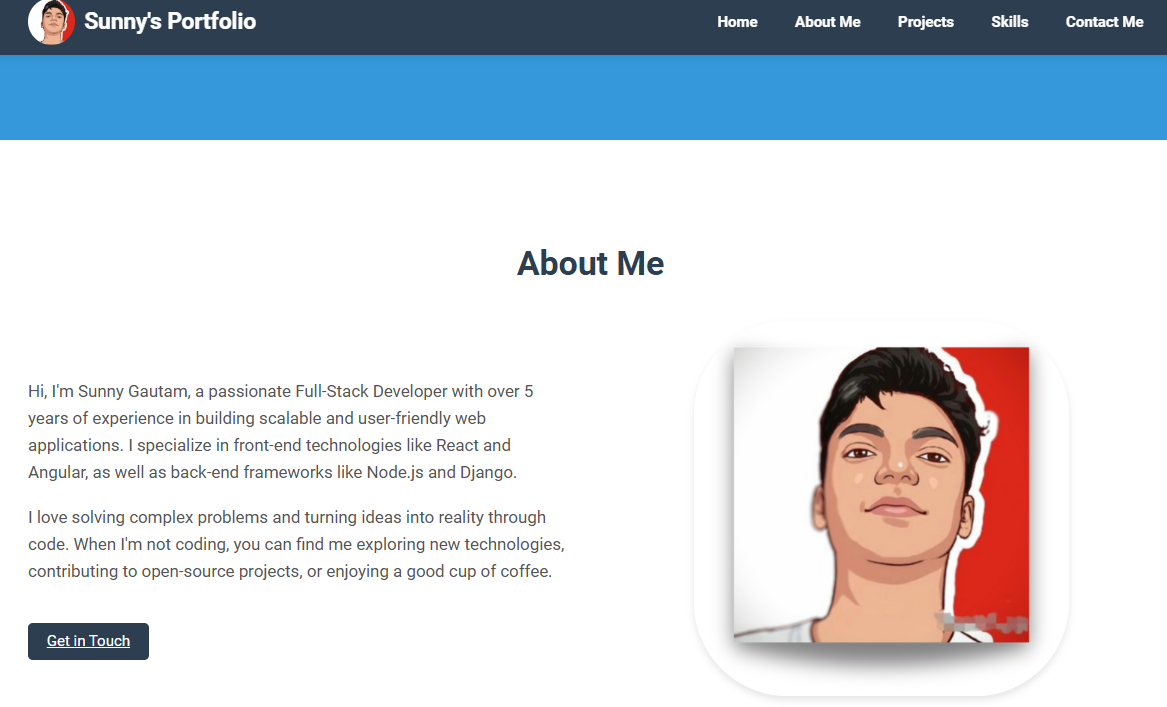 Sunny's Portfolio
Home
About Me
Projects
Skills
Contact Me
About Me
Hi, I'm Sunny Gautam, a passionate Full-Stack Developer with over 5
years of experience in building scalable and user-friendly web
applications. I specialize in front-end technologies like React and
Angular, as well as back-end frameworks like Node.js and Django.
I love solving complex problems and turning ideas into reality through
code. When I'm not coding, you can find me exploring new technologies,
contributing to open-source projects, or enjoying a good cup of coffee.
Get in Touch